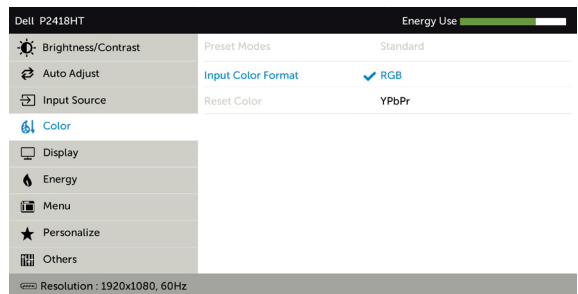 Dell P2418HT Energy Use
Brightness/Contrast Preset Modes Standard
Auto Adjust Input Color Format RGB
Input Source Reset Color YPbPr
Color
Display
Energy
Menu
Personalize
Others
Resolution : 1920x1080, 60Hz